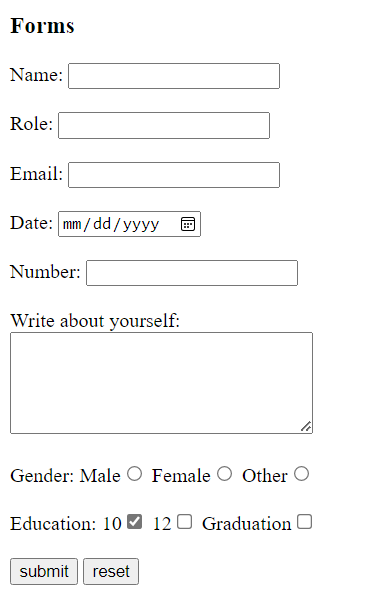 Forms
Name:
Role:
Email:
Date: mm/dd/yyyy
Number:
Write about yourself:
Gender: Male Female Other
Education: 10 12 Graduation
submit reset